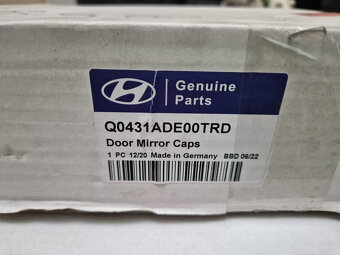 Genuine
Parts
Q0431ADE00TRD
Door Mirror Caps
1 PC 12/20 Made in Germany BBD 06/22